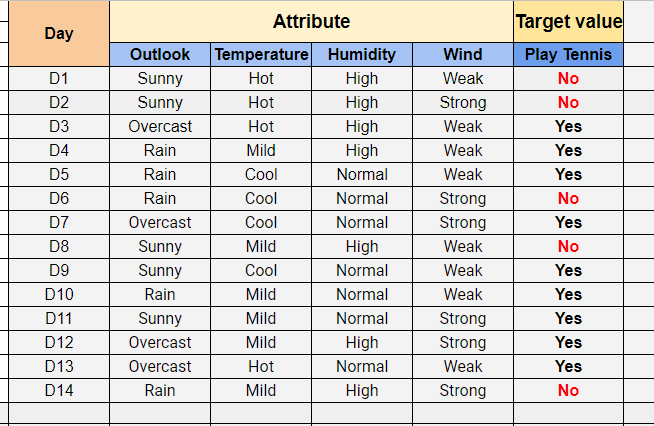 Day Attribute Target value
Outlook Temperature Humidity Wind Play Tennis
D1 Sunny Hot High Weak No
D2 Sunny Hot High Strong No
D3 Overcast Hot High Weak Yes
D4 Rain Mild High Weak Yes
D5 Rain Cool Normal Weak Yes
D6 Rain Cool Normal Strong No
D7 Overcast Cool Normal Strong Yes
D8 Sunny Mild High Weak No
D9 Sunny Cool Normal Weak Yes
D10 Rain Mild Normal Weak Yes
D11 Sunny Mild Normal Strong Yes
D12 Overcast Mild High Strong Yes
D13 Overcast Hot Normal Weak Yes
D14 Rain Mild High Strong No